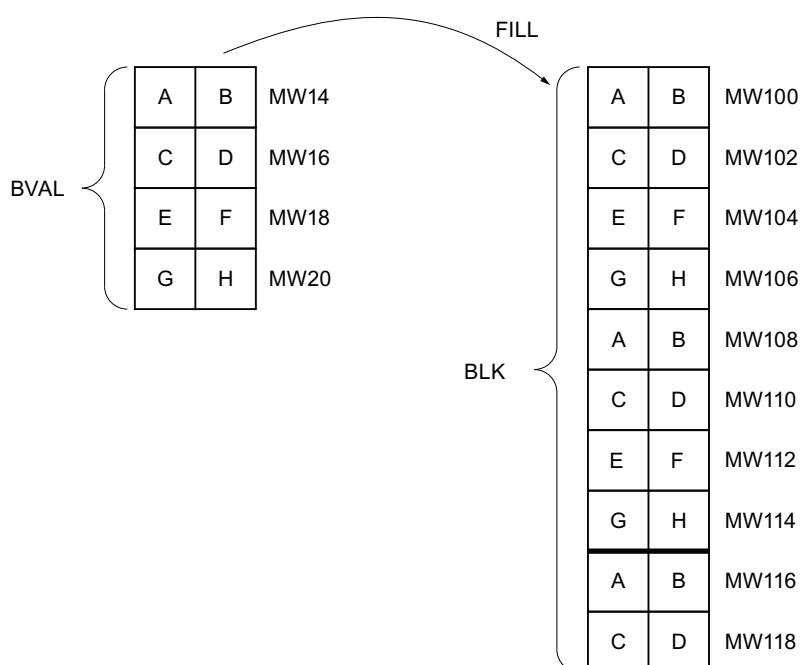 FILL
A B MW14
C D MW16
BVAL
E F MW18
G H MW20
A B MW100
C D MW102
E F MW104
G H MW106
A B MW108
BLK
C D MW110
E F MW112
G H MW114
A B MW116
C D MW118